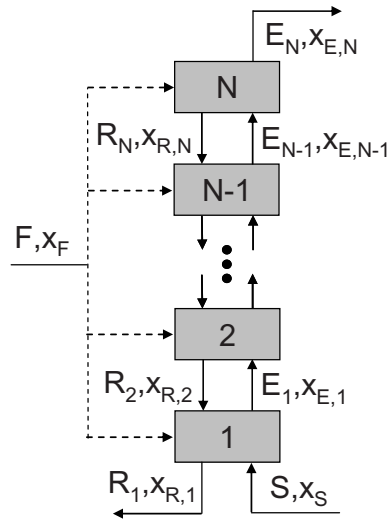 E_N,x_E,N
N
R_N,x_R,N
E_N-1,x_E,N-1
N-1
F,x_F
2
R_2,x_R,2
E_1,x_E,1
1
R_1,x_R,1
S,x_S